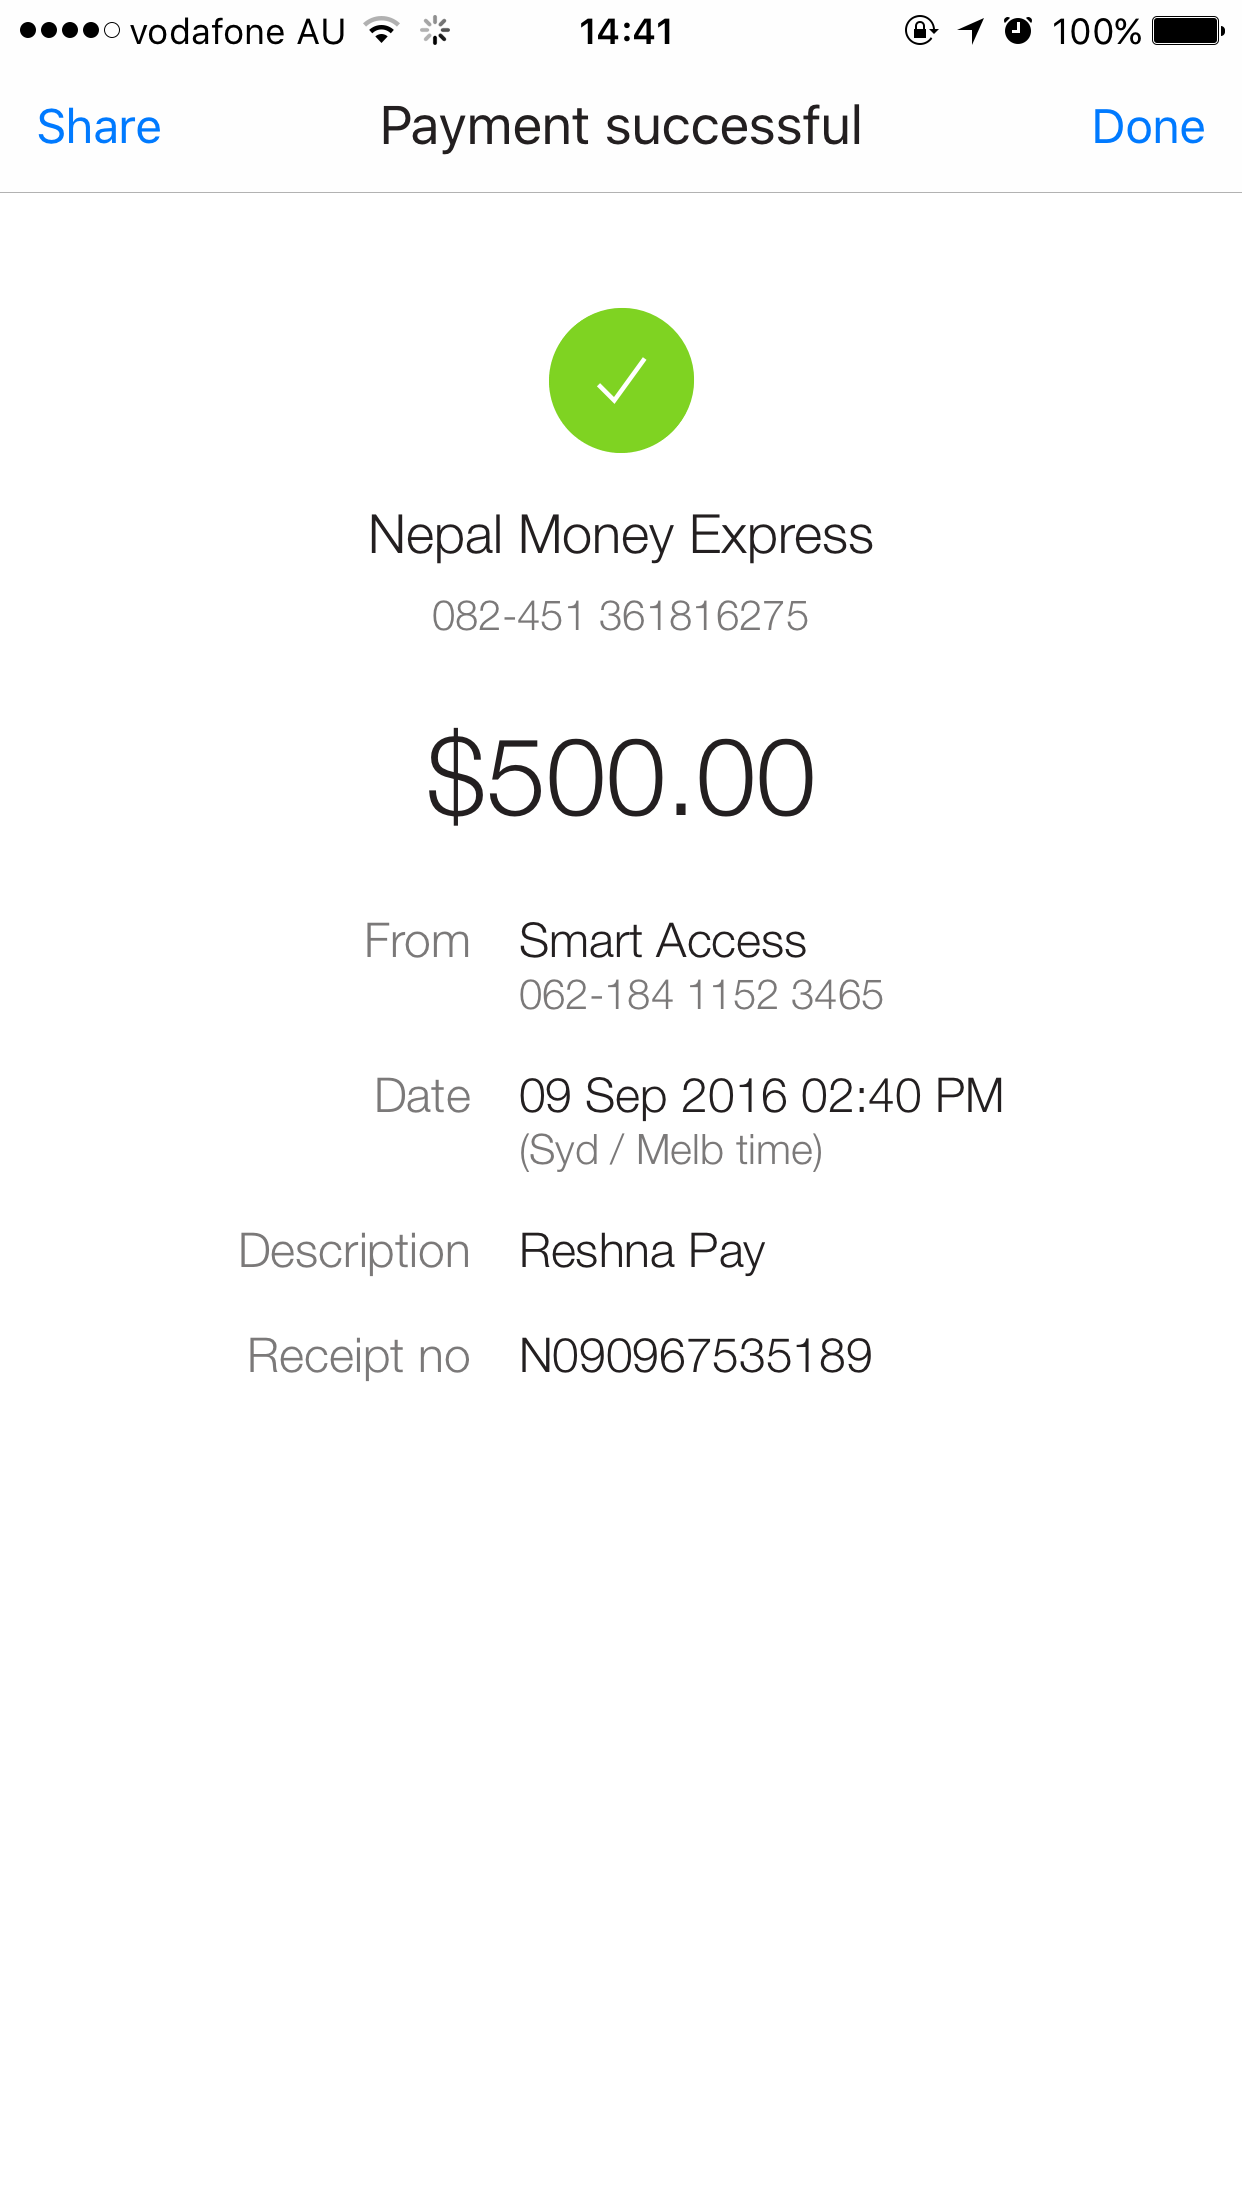 vodafone AU 14:41 100%
Share Payment successful Done
Nepal Money Express
082-451 361816275
$500.00
From Smart Access
062-184 1152 3465
Date 09 Sep 2016 02:40 PM
(Syd / Melb time)
Description Reshna Pay
Receipt no N090967535189